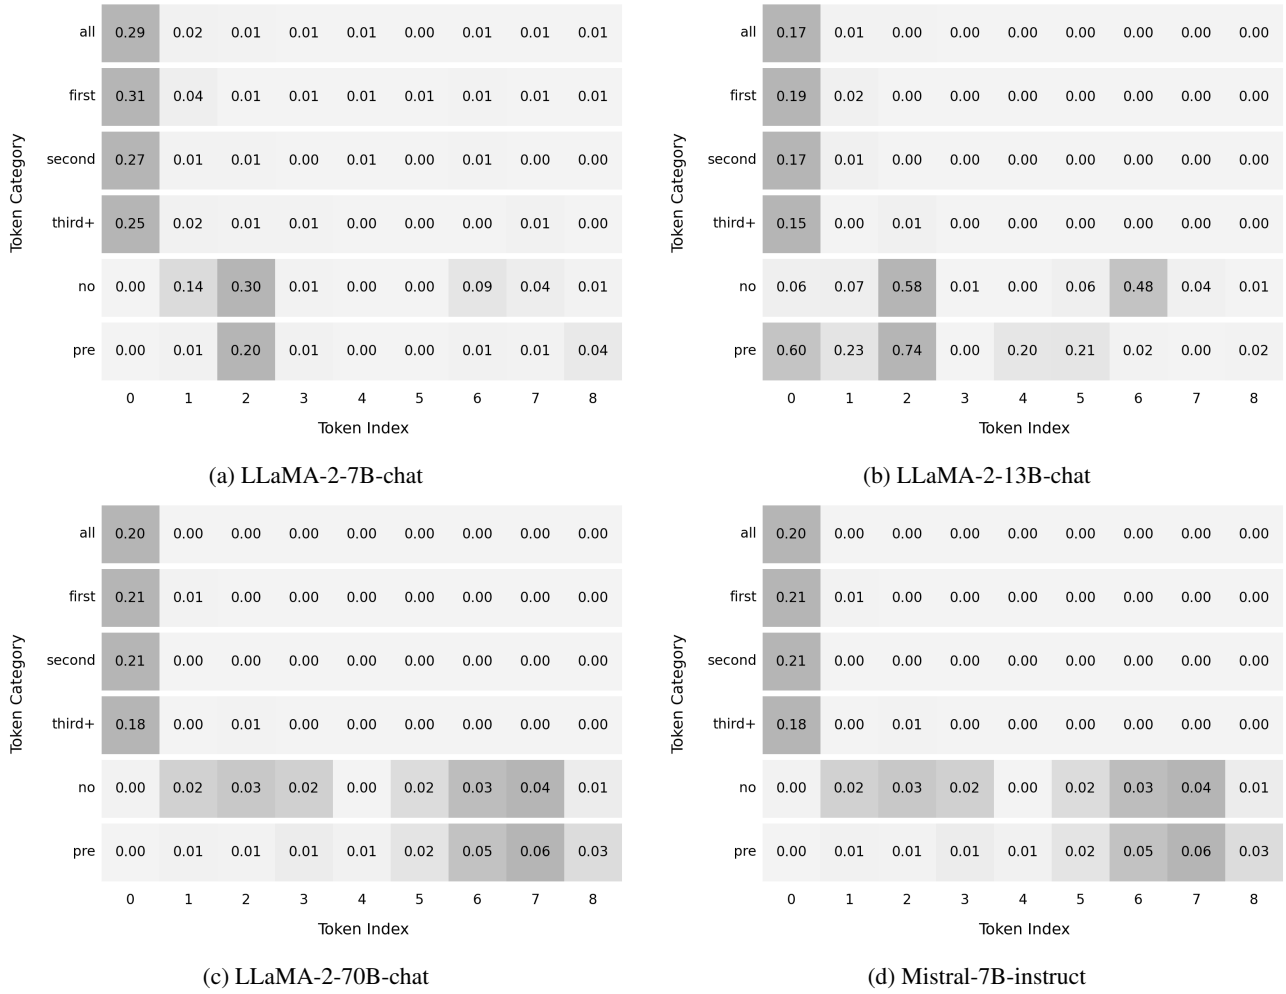 all 0.29 0.02 0.01 0.01 0.01 0.00 0.01 0.01 0.01
first 0.31 0.04 0.01 0.01 0.01 0.01 0.01 0.01 0.01
second 0.27 0.01 0.01 0.00 0.01 0.00 0.01 0.00 0.00
third+ 0.25 0.02 0.01 0.01 0.00 0.00 0.00 0.01 0.00
no 0.00 0.14 0.30 0.01 0.00 0.00 0.09 0.04 0.01
pre 0.00 0.01 0.20 0.01 0.00 0.00 0.01 0.01 0.04
0 1 2 3 4 5 6 7 8
Token Category
Token Index
(a) LLaMA-2-7B-chat
all 0.17 0.01 0.00 0.00 0.00 0.00 0.00 0.00 0.00
first 0.19 0.02 0.00 0.00 0.00 0.00 0.00 0.00 0.00
second 0.17 0.01 0.00 0.00 0.00 0.00 0.00 0.00 0.00
third+ 0.15 0.00 0.01 0.00 0.00 0.00 0.00 0.00 0.00
no 0.06 0.07 0.58 0.01 0.00 0.06 0.48 0.04 0.01
pre 0.60 0.23 0.74 0.00 0.20 0.21 0.02 0.00 0.02
0 1 2 3 4 5 6 7 8
Token Category
Token Index
(b) LLaMA-2-13B-chat
all 0.20 0.00 0.00 0.00 0.00 0.00 0.00 0.00 0.00
first 0.21 0.01 0.00 0.00 0.00 0.00 0.00 0.00 0.00
second 0.21 0.00 0.00 0.00 0.00 0.00 0.00 0.00 0.00
third+ 0.18 0.00 0.01 0.00 0.00 0.00 0.00 0.00 0.00
no 0.00 0.02 0.03 0.02 0.00 0.02 0.03 0.04 0.01
pre 0.00 0.01 0.01 0.01 0.01 0.02 0.05 0.06 0.03
0 1 2 3 4 5 6 7 8
Token Category
Token Index
(c) LLaMA-2-70B-chat
all 0.20 0.00 0.00 0.00 0.00 0.00 0.00 0.00 0.00
first 0.21 0.01 0.00 0.00 0.00 0.00 0.00 0.00 0.00
second 0.21 0.00 0.00 0.00 0.00 0.00 0.00 0.00 0.00
third+ 0.18 0.00 0.01 0.00 0.00 0.00 0.00 0.00 0.00
no 0.00 0.02 0.03 0.02 0.00 0.02 0.03 0.04 0.01
pre 0.00 0.01 0.01 0.01 0.01 0.02 0.05 0.06 0.03
0 1 2 3 4 5 6 7 8
Token Category
Token Index
(d) Mistral-7B-instruct